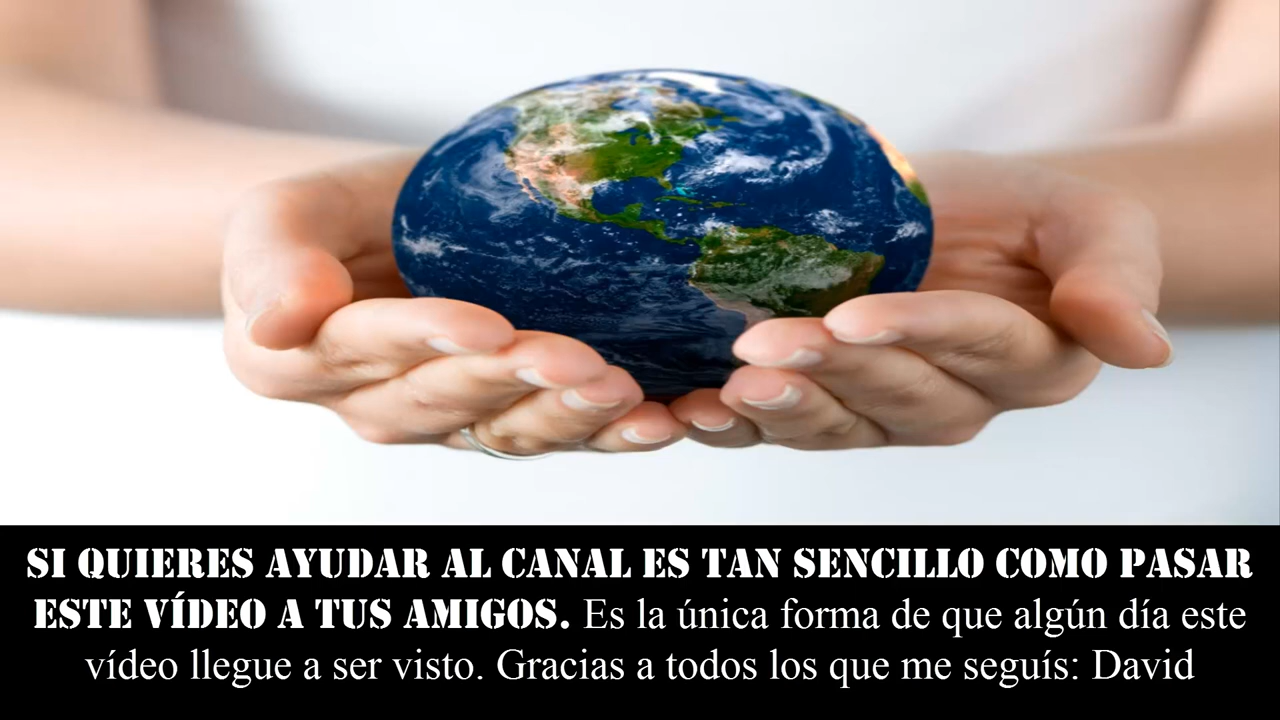 SI QUIERES AYUDAR AL CANAL ES TAN SENCILLO COMO PASAR
ESTE VÍDEO A TUS AMIGOS. Es la única forma de que algún día este
vídeo llegue a ser visto. Gracias a todos los que me seguís: David